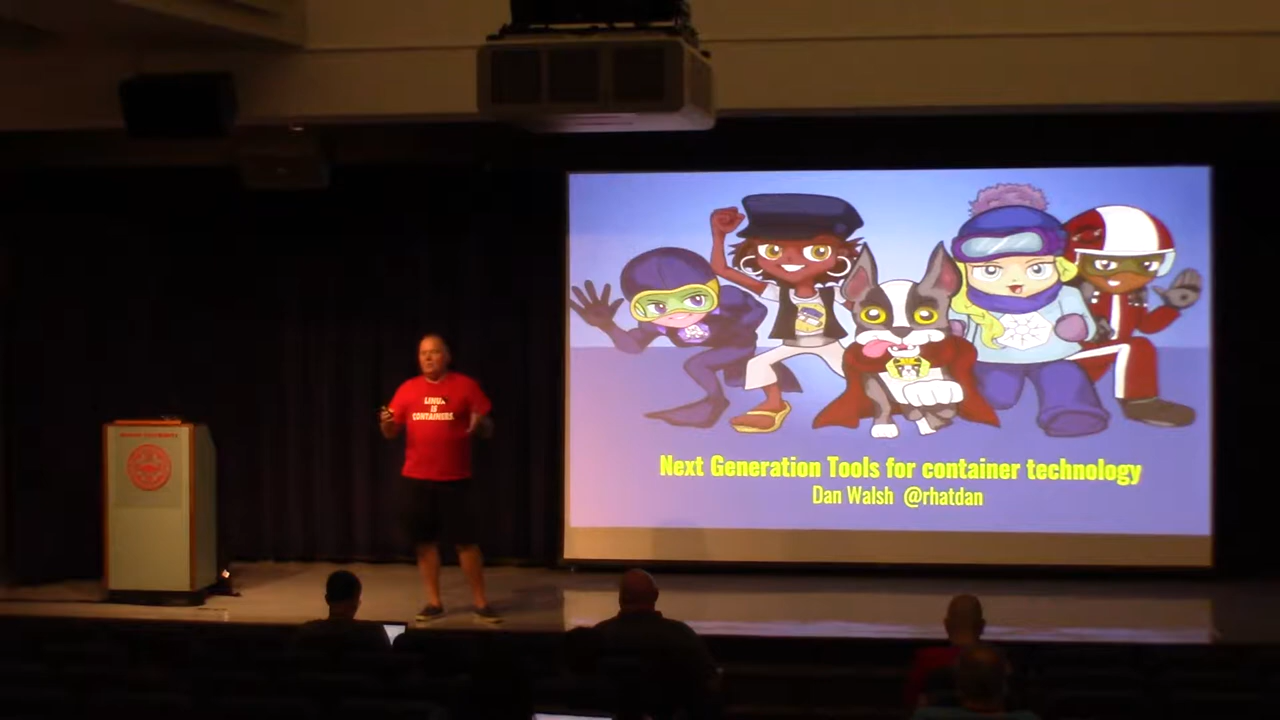 LINUX
IS
CONTAINERS.
Next Generation Tools for container technology
Dan Walsh @rhatdan